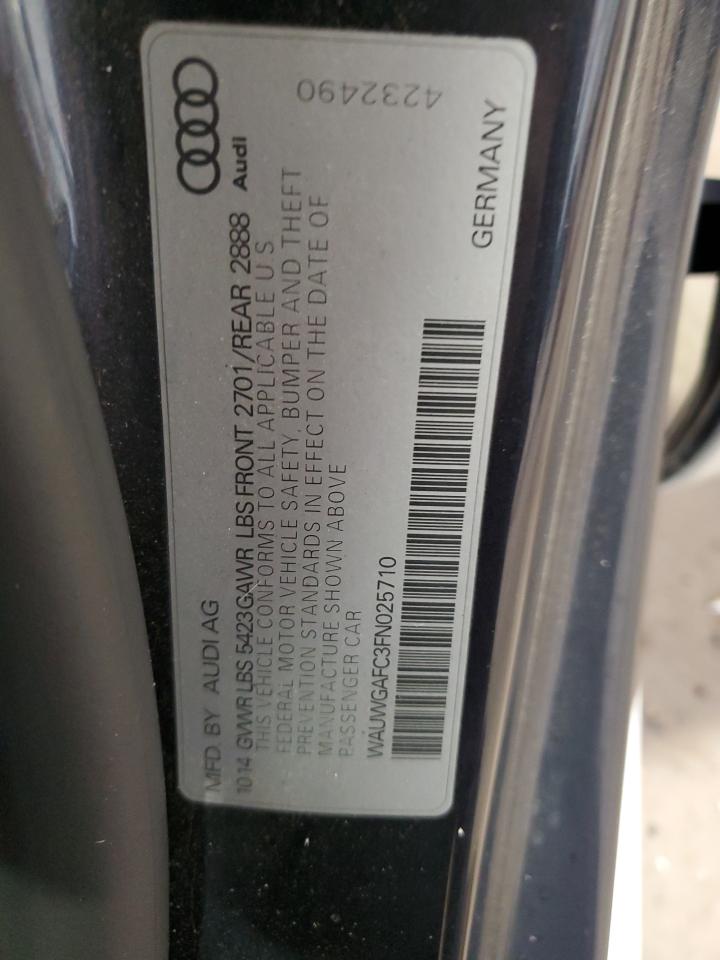 MFD. BY AUDI AG
Audi
1014 GVWR LBS 5423 GAWR LBS FRONT 2701/REAR 2888
THIS VEHICLE CONFORMS TO ALL APPLICABLE U S
FEDERAL MOTOR VEHICLE SAFETY, BUMPER AND THEFT
PREVENTION STANDARDS IN EFFECT ON THE DATE OF
MANUFACTURE SHOWN ABOVE
PASSENGER CAR
WAUWGAFC3FN025710
GERMANY
4232490